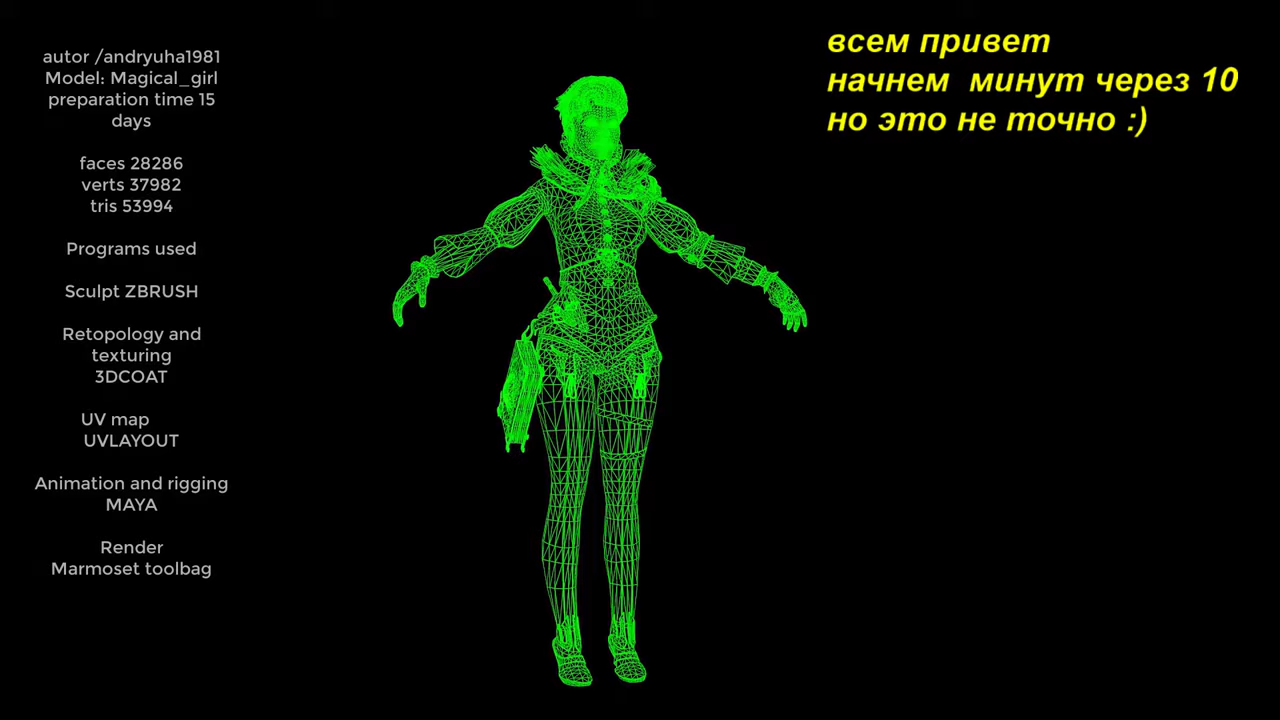 autor /andryuha1981
Model: Magical_girl
preparation time 15
days
faces 28286
verts 37982
tris 53994
Programs used
Sculpt ZBRUSH
Retopology and
texturing
3DCOAT
UV map
UVLAYOUT
Animation and rigging
MAYA
Render
Marmoset toolbag
всем привет
начнем  минут через 10
но это не точно :)